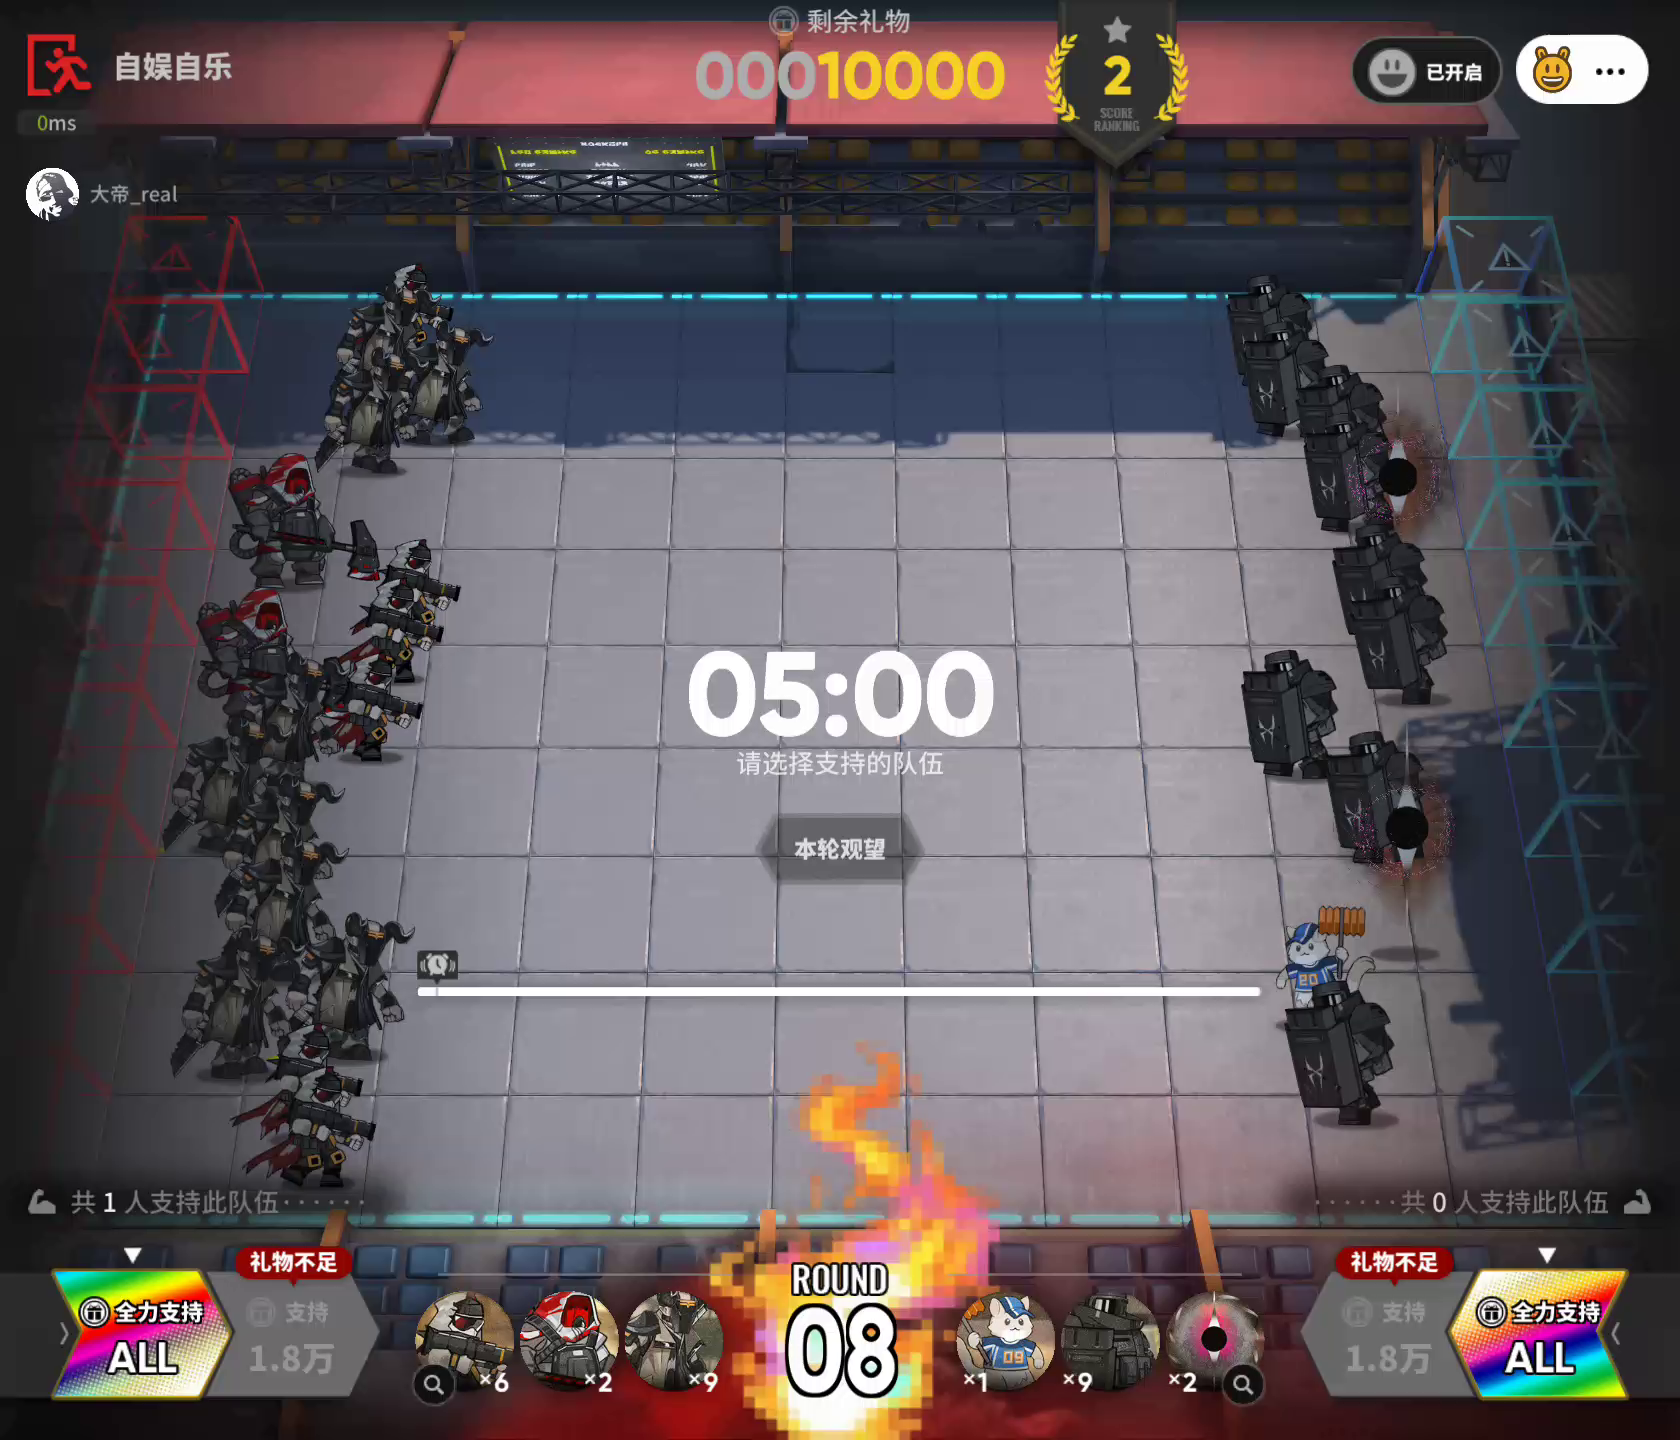 剩余礼物
自娱自乐
00010000
2
SCORE
RANKING
已开启
0ms
大帝_real
05:00
请选择支持的队伍
本轮观望
20
共 1 人支持此队伍······
······共 0 人支持此队伍
礼物不足
礼物不足
全力支持
ALL
支持
1.8万
×6
×2
×9
ROUND
08
09
×1
×9
×2
支持
1.8万
全力支持
ALL